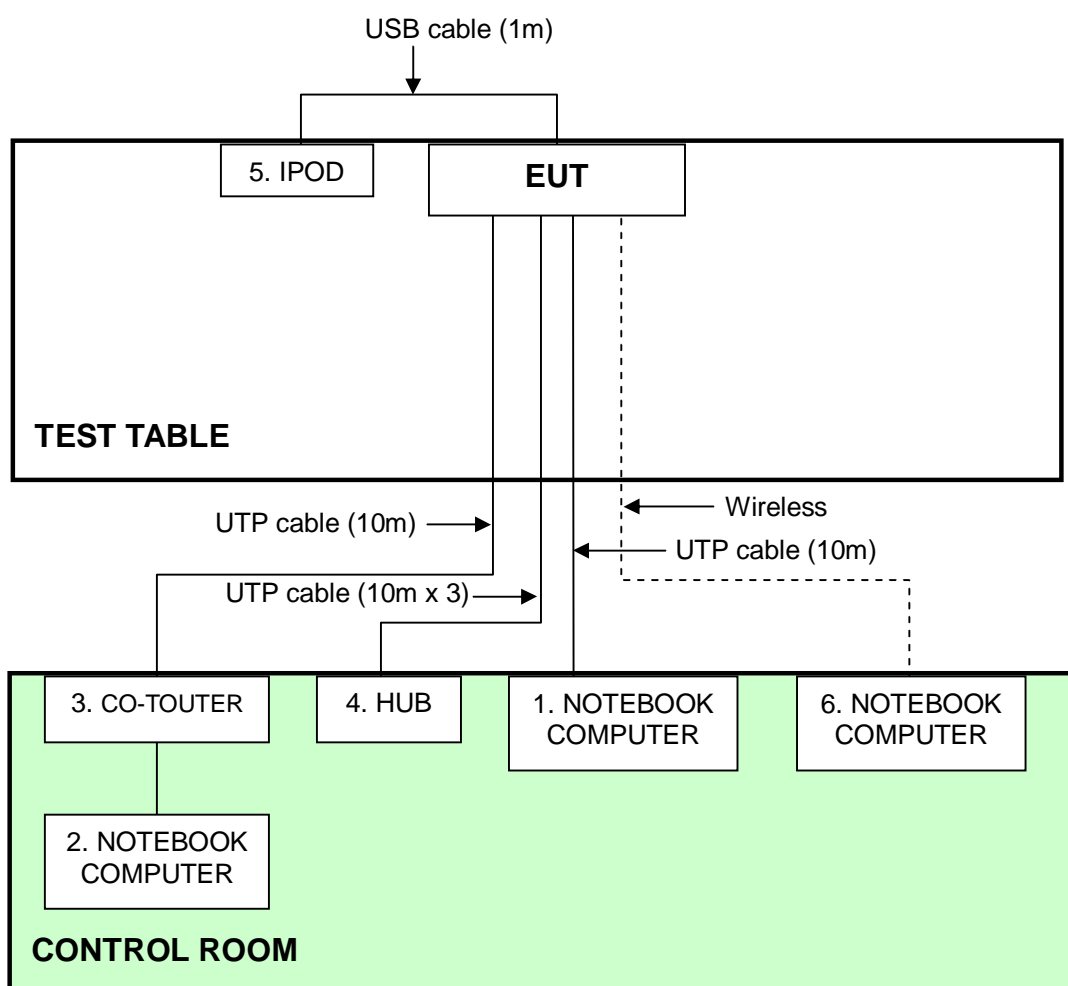 USB cable (1m)
5. IPOD
EUT
TEST TABLE
Wireless
UTP cable (10m)
UTP cable (10m)
UTP cable (10m x 3)
3. CO-TOUTER
4. HUB
1. NOTEBOOK
COMPUTER
6. NOTEBOOK
COMPUTER
2. NOTEBOOK
COMPUTER
CONTROL ROOM